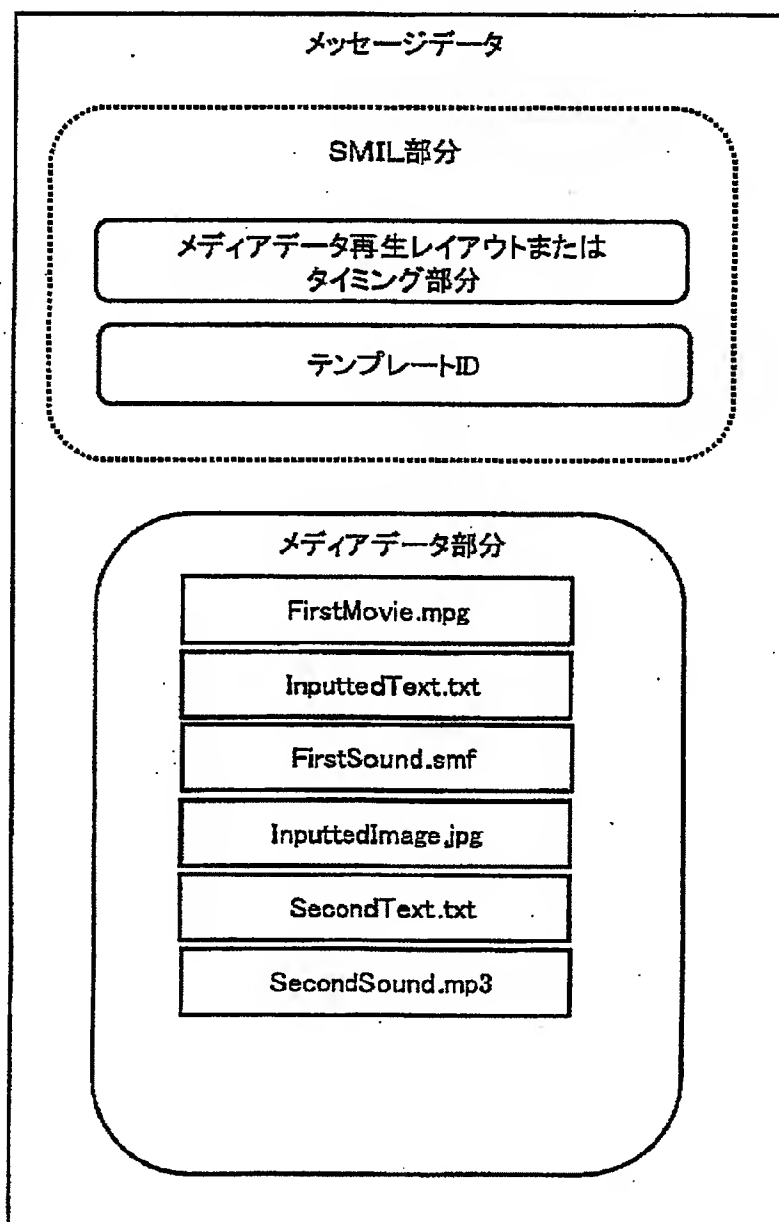 メッセージデータ
SMIL部分
メディアデータ再生レイアウトまたは
タイミング部分
テンプレートID
メディアデータ部分
FirstMovie.mpg
InputtedText.txt
FirstSound.smf
InputtedImage.jpg
SecondText.txt
SecondSound.mp3